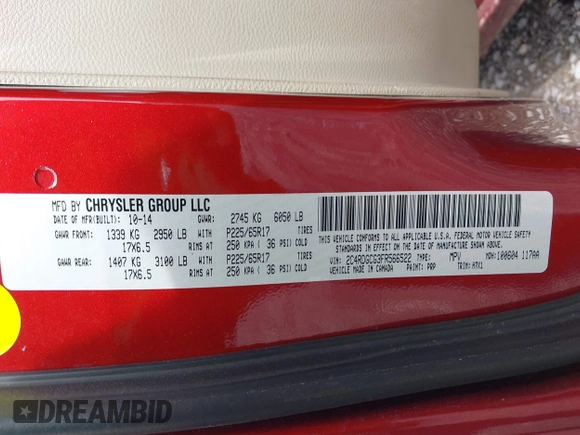 MFD BY CHRYSLER GROUP LLC
DATE OF MFR(BUILT): 10-14 GVWR: 2745 KG 6050 LB
GAWR FRONT: 1339 KG 2950 LB WITH P225/65R17 TIRES
17X6.5 RIMS AT 250 KPA ( 36 PSI) COLD
GAWR REAR: 1407 KG 3100 LB WITH P225/65R17 TIRES
17X6.5 RIMS AT 250 KPA ( 36 PSI) COLD
THIS VEHICLE CONFORMS TO ALL APPLICABLE U.S.A. FEDERAL MOTOR VEHICLE SAFETY
STANDARDS IN EFFECT ON THE DATE OF MANUFACTURE SHOWN ABOVE.
VIN: 2C4RDGCG3FR566522 TYPE: MPV MDH: 100604 117AA
VEHICLE MADE IN CANADA PAINT: PRP TRIM: HTX1
DREAMBID
dreambid.com